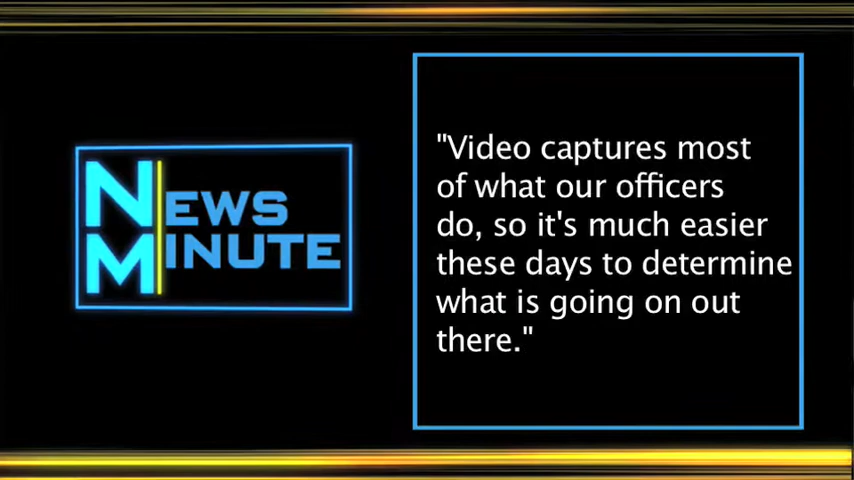 NEWS
MINUTE
"Video captures most
of what our officers
do, so it's much easier
these days to determine
what is going on out
there."